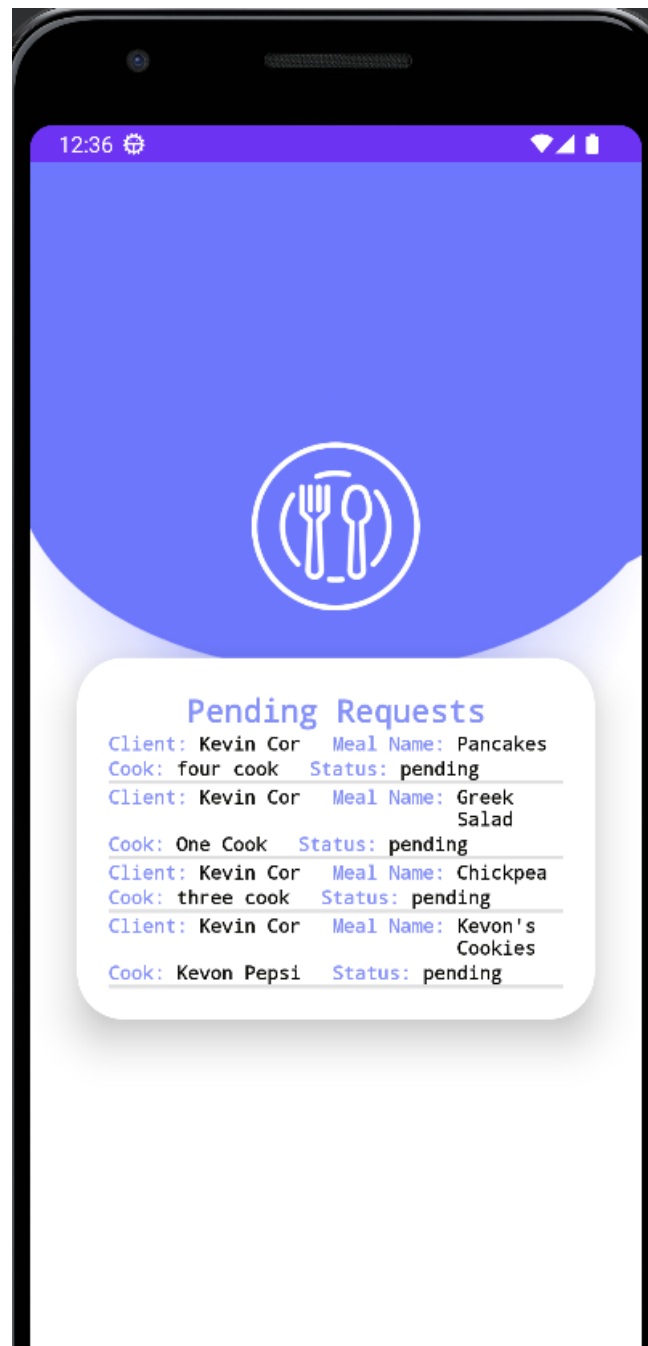 12:36
Pending Requests
Client: Kevin Cor Meal Name: Pancakes
Cook: four cook Status: pending
Client: Kevin Cor Meal Name: Greek
Salad
Cook: One Cook Status: pending
Client: Kevin Cor Meal Name: Chickpea
Cook: three cook Status: pending
Client: Kevin Cor Meal Name: Kevon's
Cookies
Cook: Kevon Pepsi Status: pending